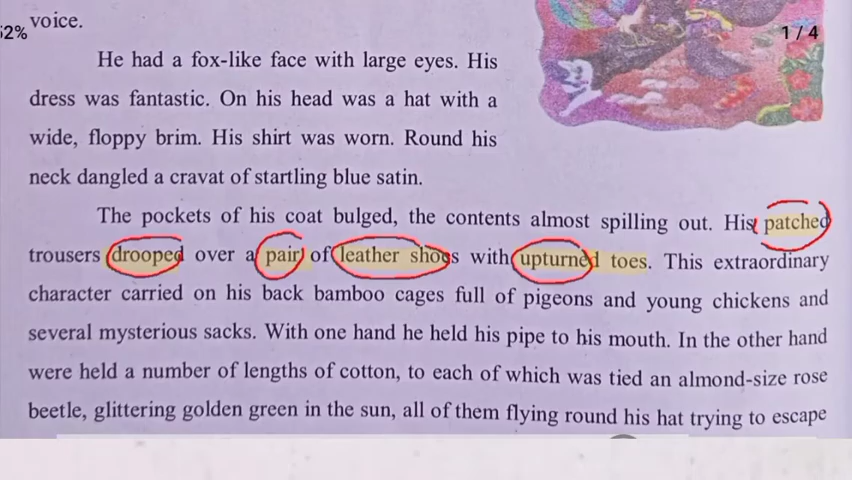 voice.
52%
1/4
He had a fox-like face with large eyes. His
dress was fantastic. On his head was a hat with a
wide, floppy brim. His shirt was worn. Round his
neck dangled a cravat of startling blue satin.
The pockets of his coat bulged, the contents almost spilling out. His patched
trousers drooped over a pair of leather shoes with upturned toes. This extraordinary
character carried on his back bamboo cages full of pigeons and young chickens and
several mysterious sacks. With one hand he held his pipe to his mouth. In the other hand
were held a number of lengths of cotton, to each of which was tied an almond-size rose
beetle, glittering golden green in the sun, all of them flying round his hat trying to escape